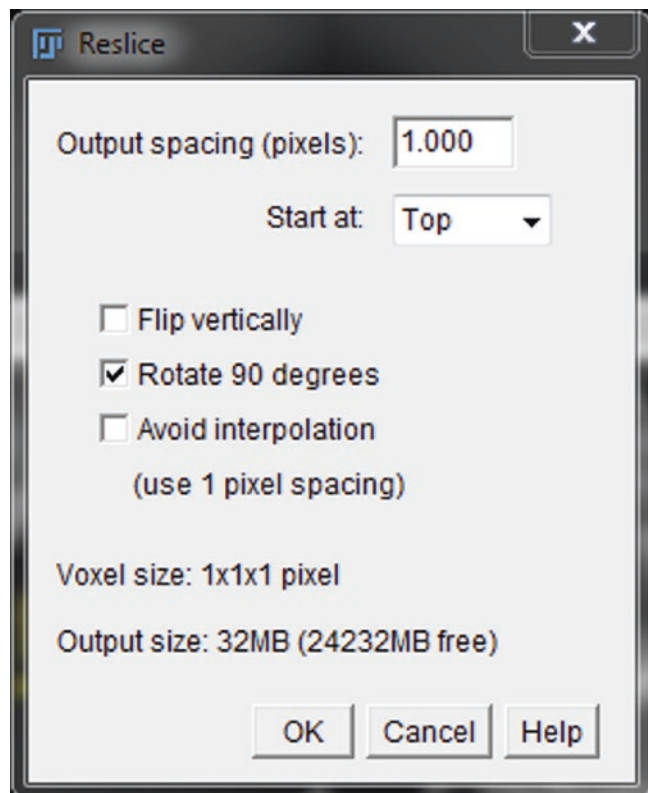 Reslice
Output spacing (pixels): 1.000
Start at: Top
Flip vertically
Rotate 90 degrees
Avoid interpolation
(use 1 pixel spacing)
Voxel size: 1x1x1 pixel
Output size: 32MB (24232MB free)
OK Cancel Help